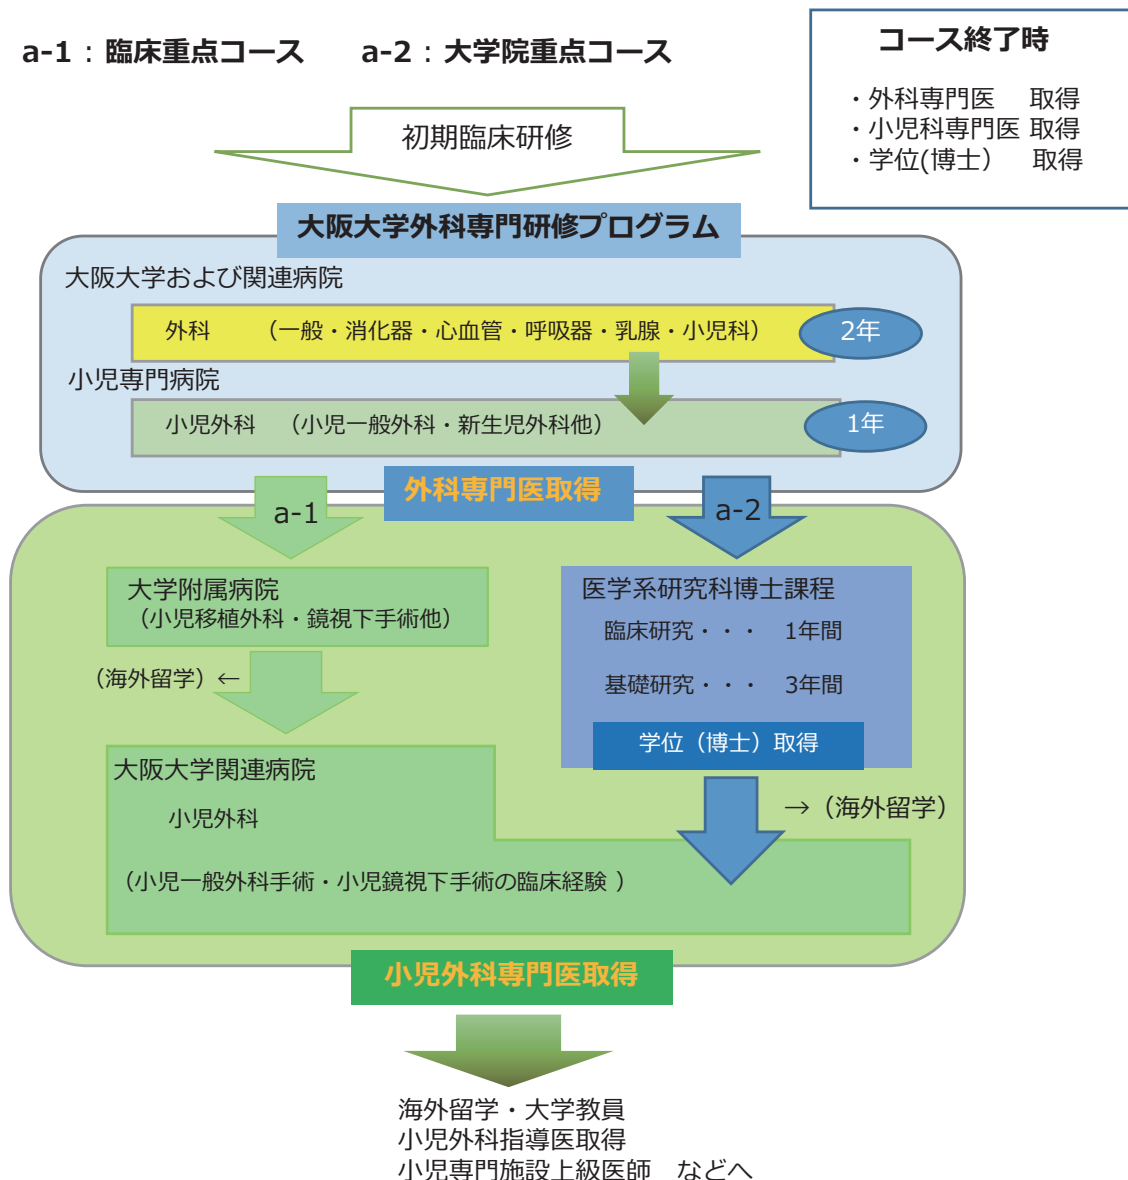 a-1：臨床重点コース　　a-2：大学院重点コース
コース終了時
・外科専門医　取得
・小児科専門医 取得
・学位(博士）　取得
初期臨床研修
大阪大学外科専門研修プログラム
大阪大学および関連病院
外科　（一般・消化器・心血管・呼吸器・乳腺・小児科）
2年
小児専門病院
小児外科　（小児一般外科・新生児外科他）
1年
外科専門医取得
a-1
a-2
大学附属病院
（小児移植外科・鏡視下手術他）
（海外留学）←
医学系研究科博士課程
臨床研究・・・　1年間
基礎研究・・・　3年間
学位（博士）取得
→（海外留学）
大阪大学関連病院
小児外科
（小児一般外科手術・小児鏡視下手術の臨床経験 ）
小児外科専門医取得
海外留学・大学教員
小児外科指導医取得
小児専門施設上級医師　などへ